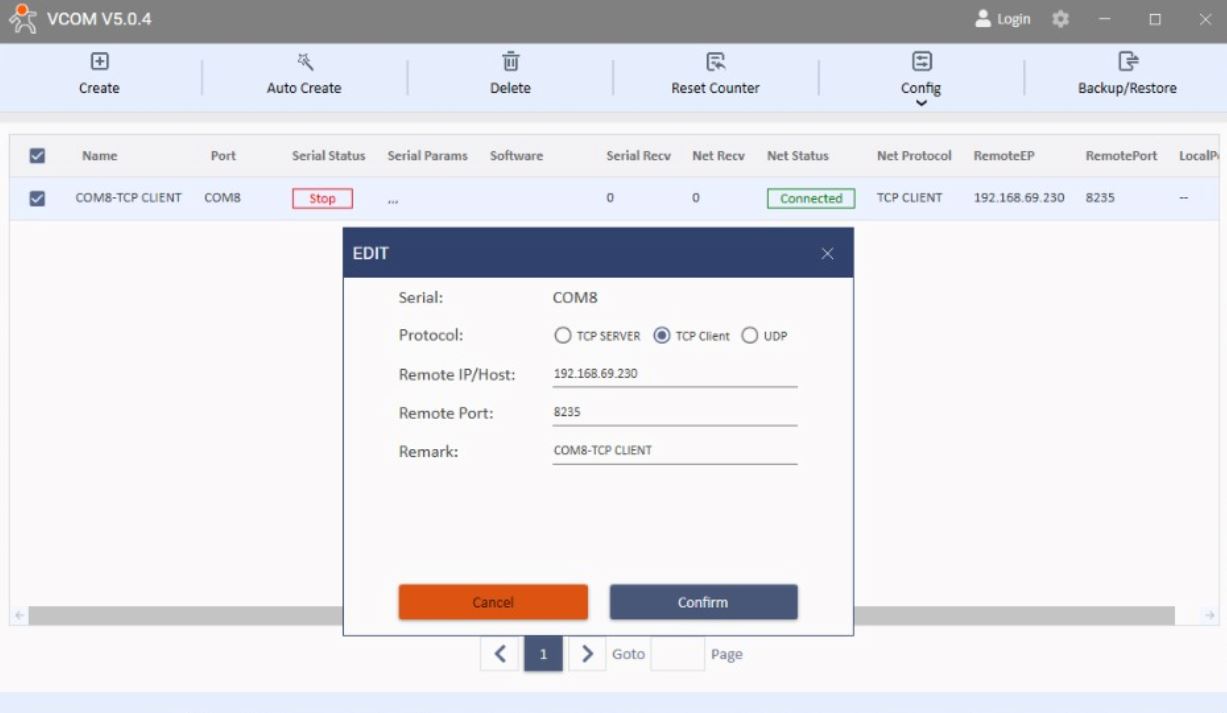 VCOM V5.0.4 Login
Create Auto Create Delete Reset Counter Config Backup/Restore
Name Port Serial Status Serial Params Software Serial Recv Net Recv Net Status Net Protocol RemoteEP RemotePort LocalP
COM8-TCP CLIENT COM8 Stop ,,, 0 0 Connected TCP CLIENT 192.168.69.230 8235 --
EDIT
Serial: COM8
Protocol: TCP SERVER TCP Client UDP
Remote IP/Host: 192.168.69.230
Remote Port: 8235
Remark: COM8-TCP CLIENT
Cancel Confirm
1 Goto Page